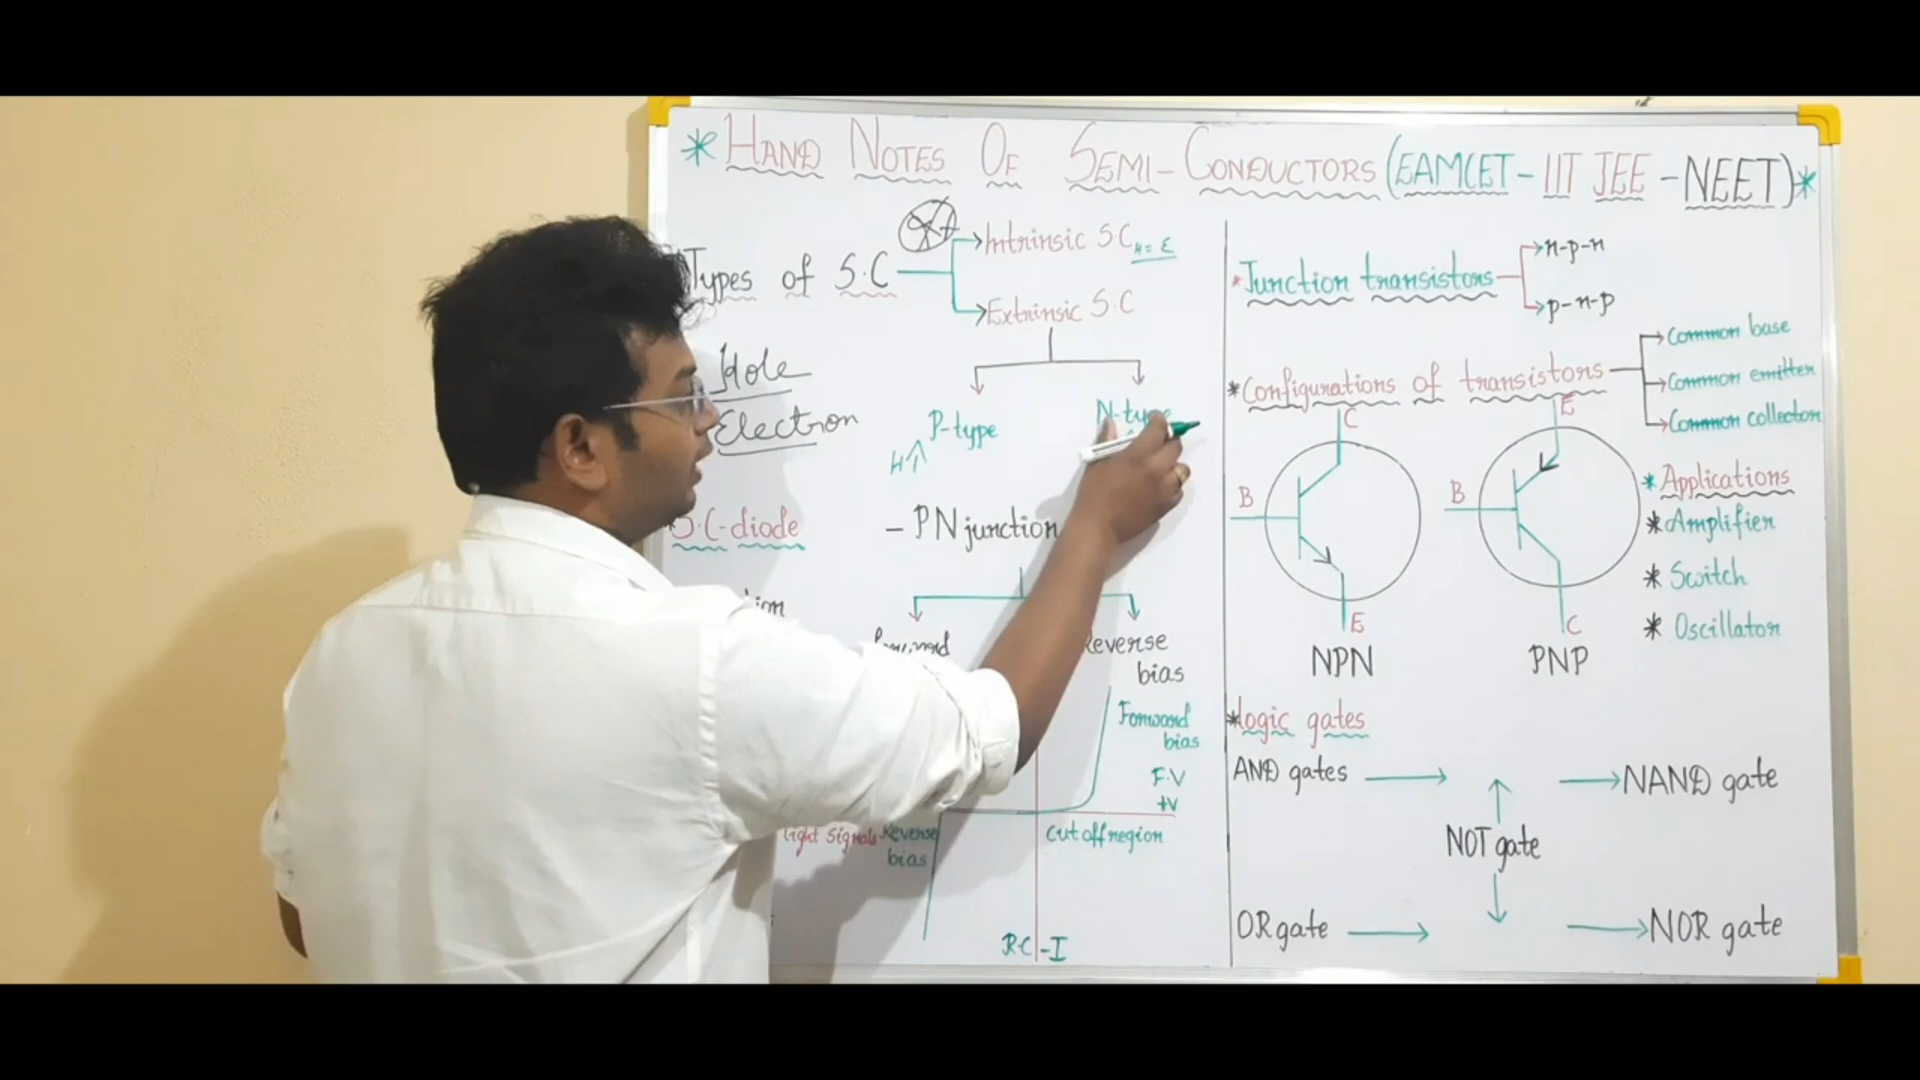 * HAND NOTES OF SEMI-CONDUCTORS (EAMCET-IIT JEE-NEET) *
Types of S.C
Intrinsic S.C H=E
Extrinsic S.C
Hole
Electron
P-type
H
N-type
S.C-diode
- PN junction
Reverse
bias
Forward
bias
F.V
+V
light signals
Reverse
bias
Cut off region
R.C -I
*Junction transistors
n-p-n
p-n-p
*Configurations of transistors
Common base
Common emitter
Common collector
C
B
E
NPN
E
B
C
PNP
* Applications
* Amplifier
* Switch
* Oscillator
*logic gates
AND gates
NAND gate
NOT gate
OR gate
NOR gate